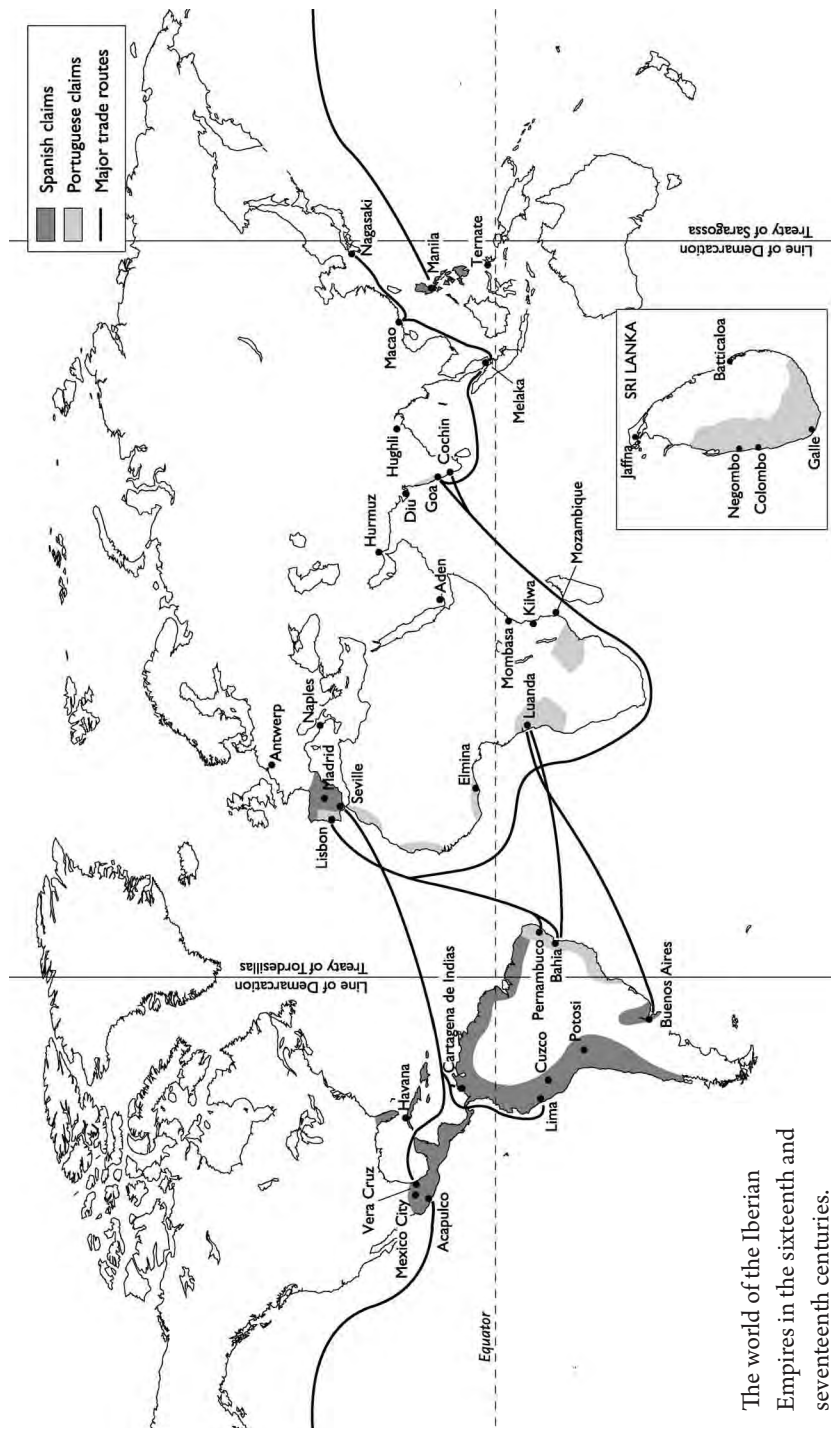 Spanish claims
Portuguese claims
Major trade routes
Line of Demarcation
Treaty of Tordesillas
Line of Demarcation
Treaty of Saragossa
Antwerp
Naples
Madrid
Lisbon
Seville
Nagasaki
Macao
Manila
Hughli
Hurmuz
Diu
Goa
Cochin
Aden
Melaka
Ternate
Vera Cruz
Mexico City
Acapulco
Havana
Cartagena de Indias
Elmina
Equator
Mombasa
Kilwa
Luanda
Mozambique
Pernambuco
Bahia
Lima
Cuzco
Potosi
Buenos Aires
SRI LANKA
Jaffna
Batticaloa
Negombo
Colombo
Galle
The world of the Iberian
Empires in the sixteenth and
seventeenth centuries.